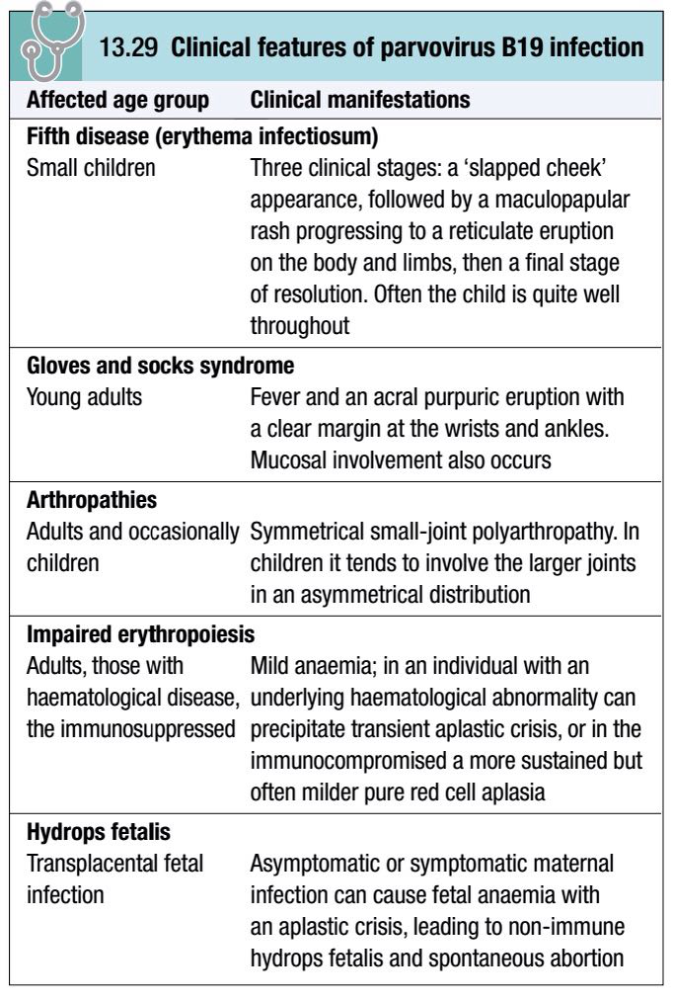 13.29 Clinical features of parvovirus B19 infection
Affected age group Clinical manifestations
Fifth disease (erythema infectiosum)
Small children Three clinical stages: a ‘slapped cheek’
appearance, followed by a maculopapular
rash progressing to a reticulate eruption
on the body and limbs, then a final stage
of resolution. Often the child is quite well
throughout
Gloves and socks syndrome
Young adults Fever and an acral purpuric eruption with
a clear margin at the wrists and ankles.
Mucosal involvement also occurs
Arthropathies
Adults and occasionally Symmetrical small-joint polyarthropathy. In
children children it tends to involve the larger joints
in an asymmetrical distribution
Impaired erythropoiesis
Adults, those with Mild anaemia; in an individual with an
haematological disease, underlying haematological abnormality can
the immunosuppressed precipitate transient aplastic crisis, or in the
immunocompromised a more sustained but
often milder pure red cell aplasia
Hydrops fetalis
Transplacental fetal Asymptomatic or symptomatic maternal
infection infection can cause fetal anaemia with
an aplastic crisis, leading to non-immune
hydrops fetalis and spontaneous abortion